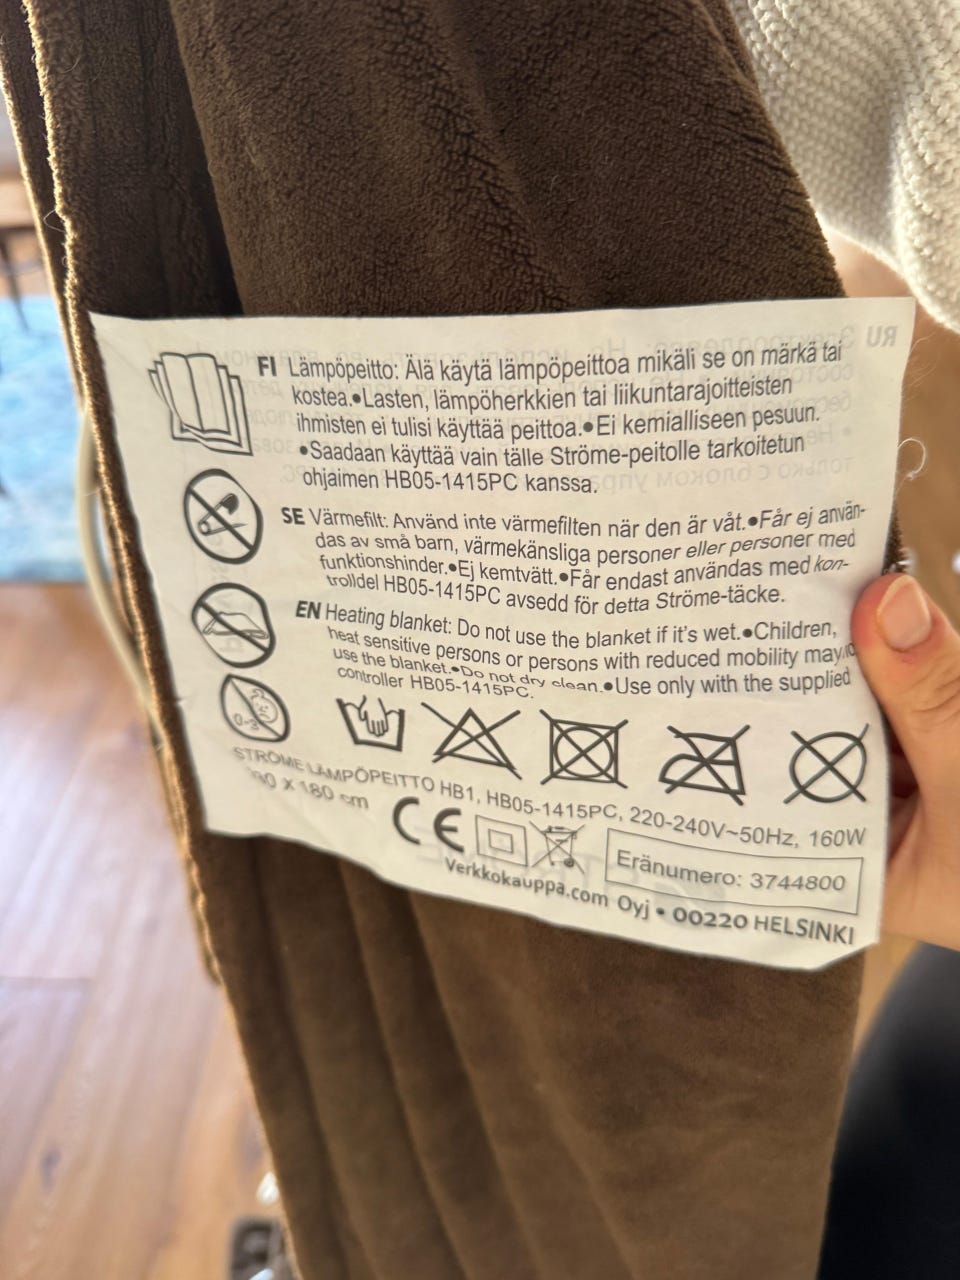 FI Lämpöpeitto: Älä käytä lämpöpeittoa mikäli se on märkä tai
kostea.•Lasten, lämpöherkkien tai liikuntarajoitteisten
ihmisten ei tulisi käyttää peittoa.•Ei kemialliseen pesuun.
•Saadaan käyttää vain tälle Ströme-peitolle tarkoitetun
ohjaimen HB05-1415PC kanssa.
SE Värmefilt: Använd inte värmefilten när den är våt.•Får ej använ-
das av små barn, värmekänsliga personer eller personer med
funktionshinder.•Ej kemtvätt.•Får endast användas med kon-
trolldel HB05-1415PC avsedd för detta Ströme-täcke.
EN Heating blanket: Do not use the blanket if it's wet.•Children,
heat sensitive persons or persons with reduced mobility may
use the blanket.•Do not dry clean.•Use only with the supplied
controller HB05-1415PC.
0-3
STRÖME LÄMPÖPEITTO HB1, HB05-1415PC, 220-240V~50Hz, 160W
x 180 cm
CE
Eränumero: 3744800
Verkkokauppa.com Oyj • 00220 HELSINKI
RU